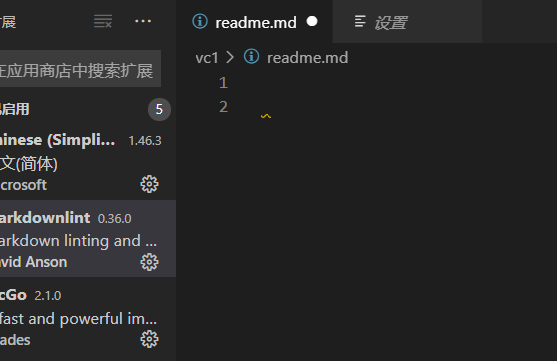 展
readme.md
设置
在应用商店中搜索扩展
vc1 > readme.md
已启用
5
1
2
hinese (Simpli... 1.46.3
文(简体)
crosoft
arkdownlint 0.36.0
arkdown linting and ...
vid Anson
cGo 2.1.0
fast and powerful im...
ades